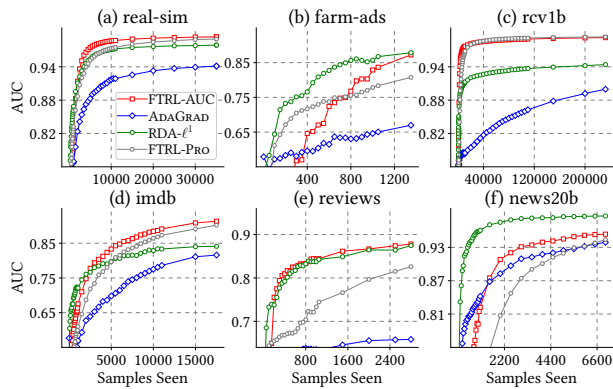 (a) real-sim
(b) farm-ads
(c) rcv1b
AUC
0.94
0.88
0.82
0.85
0.75
0.65
0.94
0.88
0.82
FTRL-AUC
ADAGRAD
RDA-ℓ¹
FTRL-PRO
10000 20000 30000
400 800 1200
40000 120000 200000
(d) imdb
(e) reviews
(f) news20b
AUC
0.85
0.75
0.65
0.9
0.8
0.7
0.93
0.87
0.81
5000 10000 15000
800 1600 2400
2200 4400 6600
Samples Seen
Samples Seen
Samples Seen